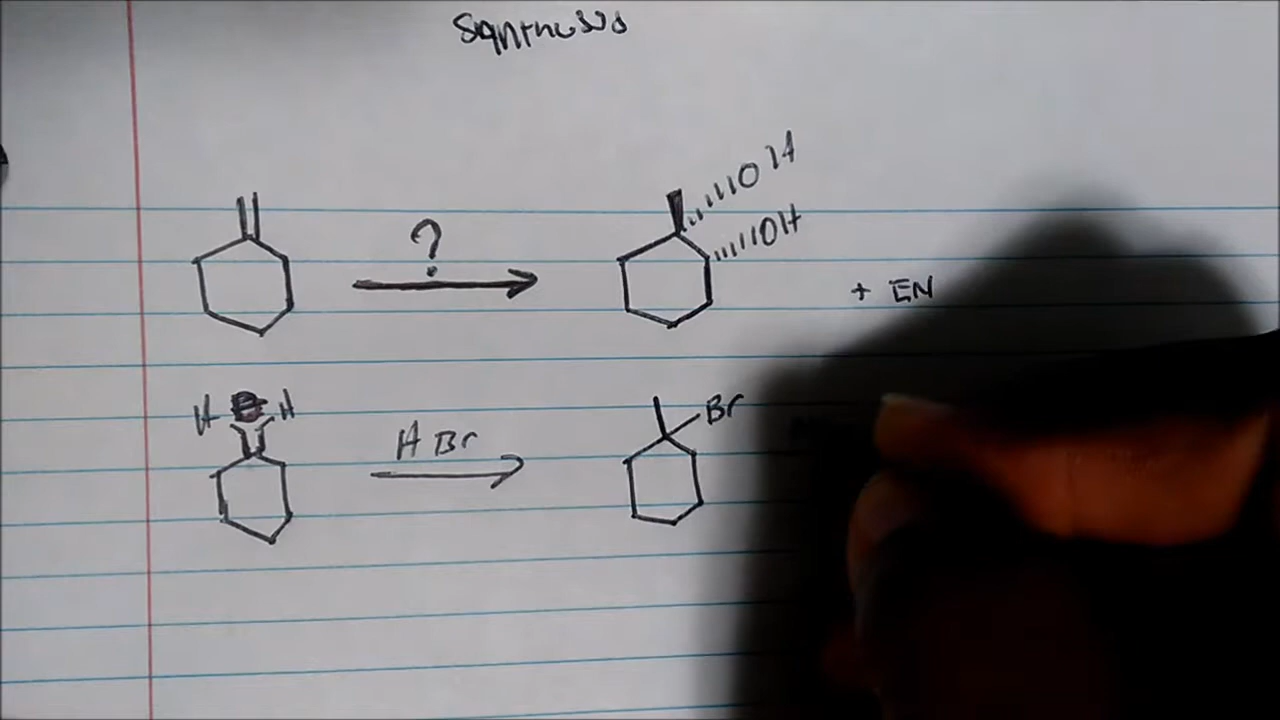 Synthesis
OH
?
OH
+ EN
H H
HBr
Br